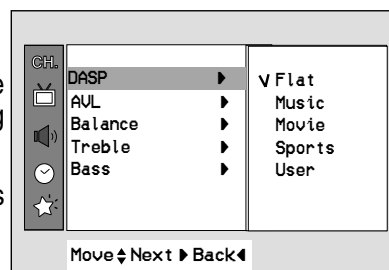 CH.
DASP ▶ √ Flat
AVL ▶ Music
Balance ▶ Movie
Treble ▶ Sports
Bass ▶ User
e
g
s
Move ▲▼ Next ▶ Back ◀